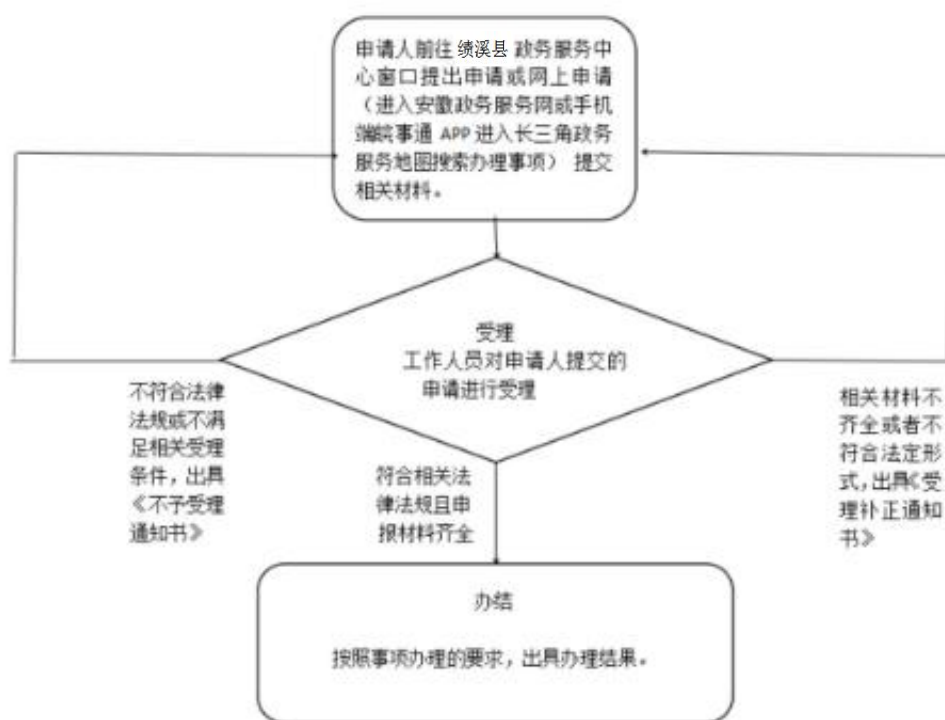 申请人前往绩溪县政务服务中
心窗口提出申请或网上申请
（进入安徽政务服务网或手机
端皖事通 APP 进入长三角政务
服务地图搜索办理事项） 提交
相关材料。
受理
工作人员对申请人提交的
申请进行受理
不符合法律
法规或不满
足相关受理
条件，出具
《不予受理
通知书》
符合相关法
律法规且申
报材料齐全
相关材料不
齐全或者不
符合法定形
式，出具《受
理补正通知
书》
办结
按照事项办理的要求，出具办理结果。